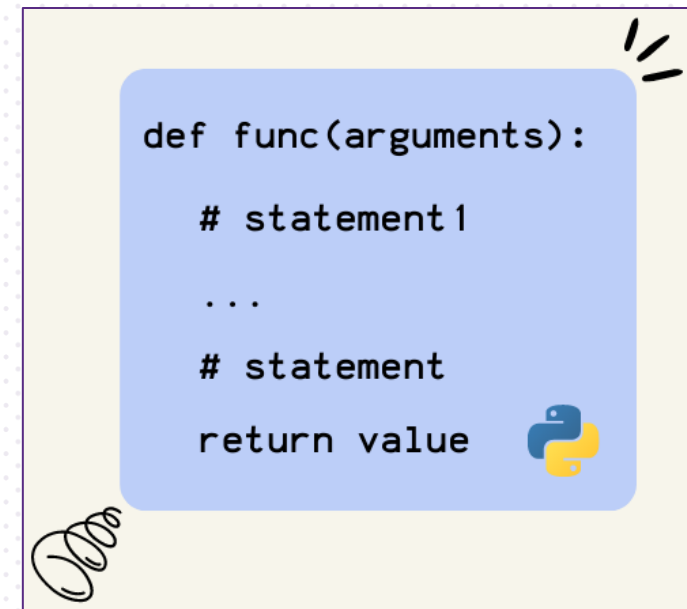 def func(arguments):
# statement1
...
# statement
return value